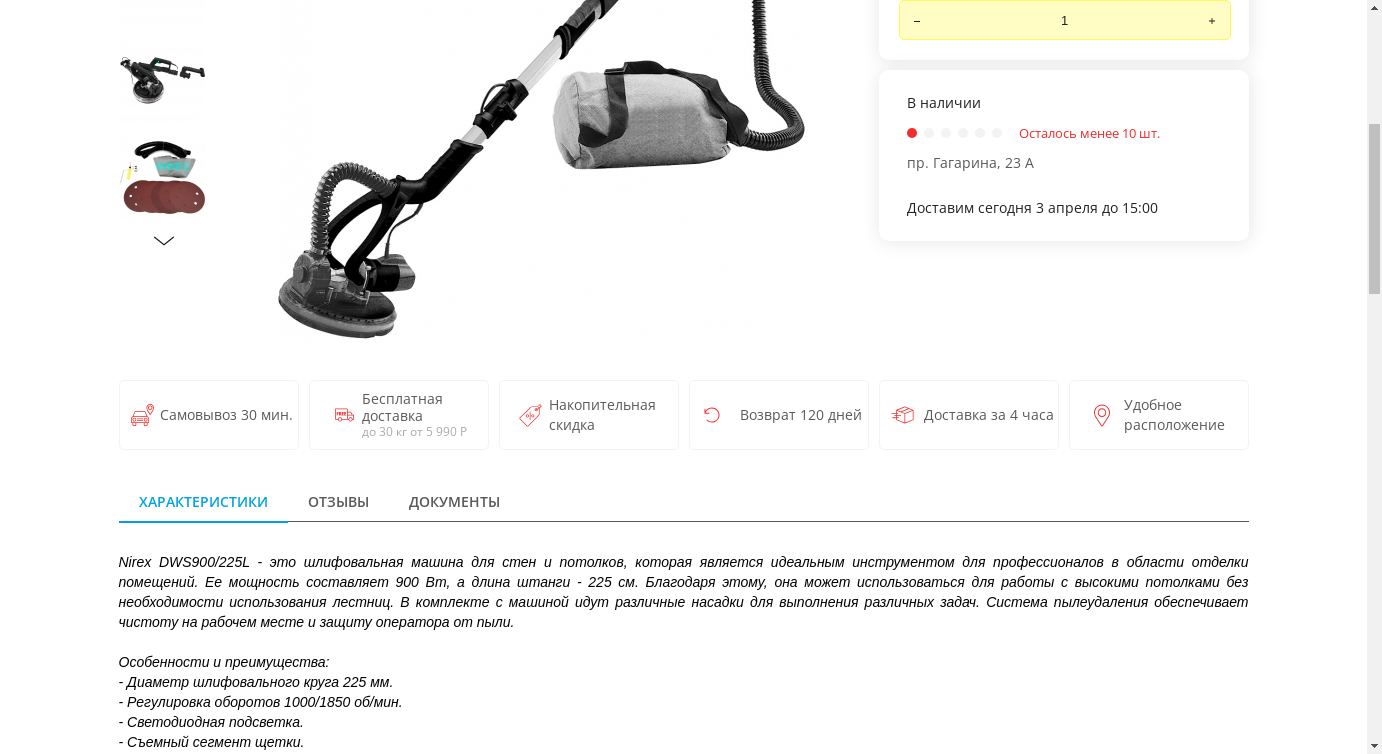 – 1 +
В наличии
Осталось менее 10 шт.
пр. Гагарина, 23 А
Доставим сегодня 3 апреля до 15:00
Самовывоз 30 мин.
FREE
Бесплатная
доставка
до 30 кг от 5 990 Р
Накопительная
скидка
Возврат 120 дней
Доставка за 4 часа
Удобное
расположение
ХАРАКТЕРИСТИКИ ОТЗЫВЫ ДОКУМЕНТЫ
Nirex DWS900/225L - это шлифовальная машина для стен и потолков, которая является идеальным инструментом для профессионалов в области отделки
помещений. Ее мощность составляет 900 Вт, а длина штанги - 225 см. Благодаря этому, она может использоваться для работы с высокими потолками без
необходимости использования лестниц. В комплекте с машиной идут различные насадки для выполнения различных задач. Система пылеудаления обеспечивает
чистоту на рабочем месте и защиту оператора от пыли.
Особенности и преимущества:
- Диаметр шлифовального круга 225 мм.
- Регулировка оборотов 1000/1850 об/мин.
- Светодиодная подсветка.
- Съемный сегмент щетки.